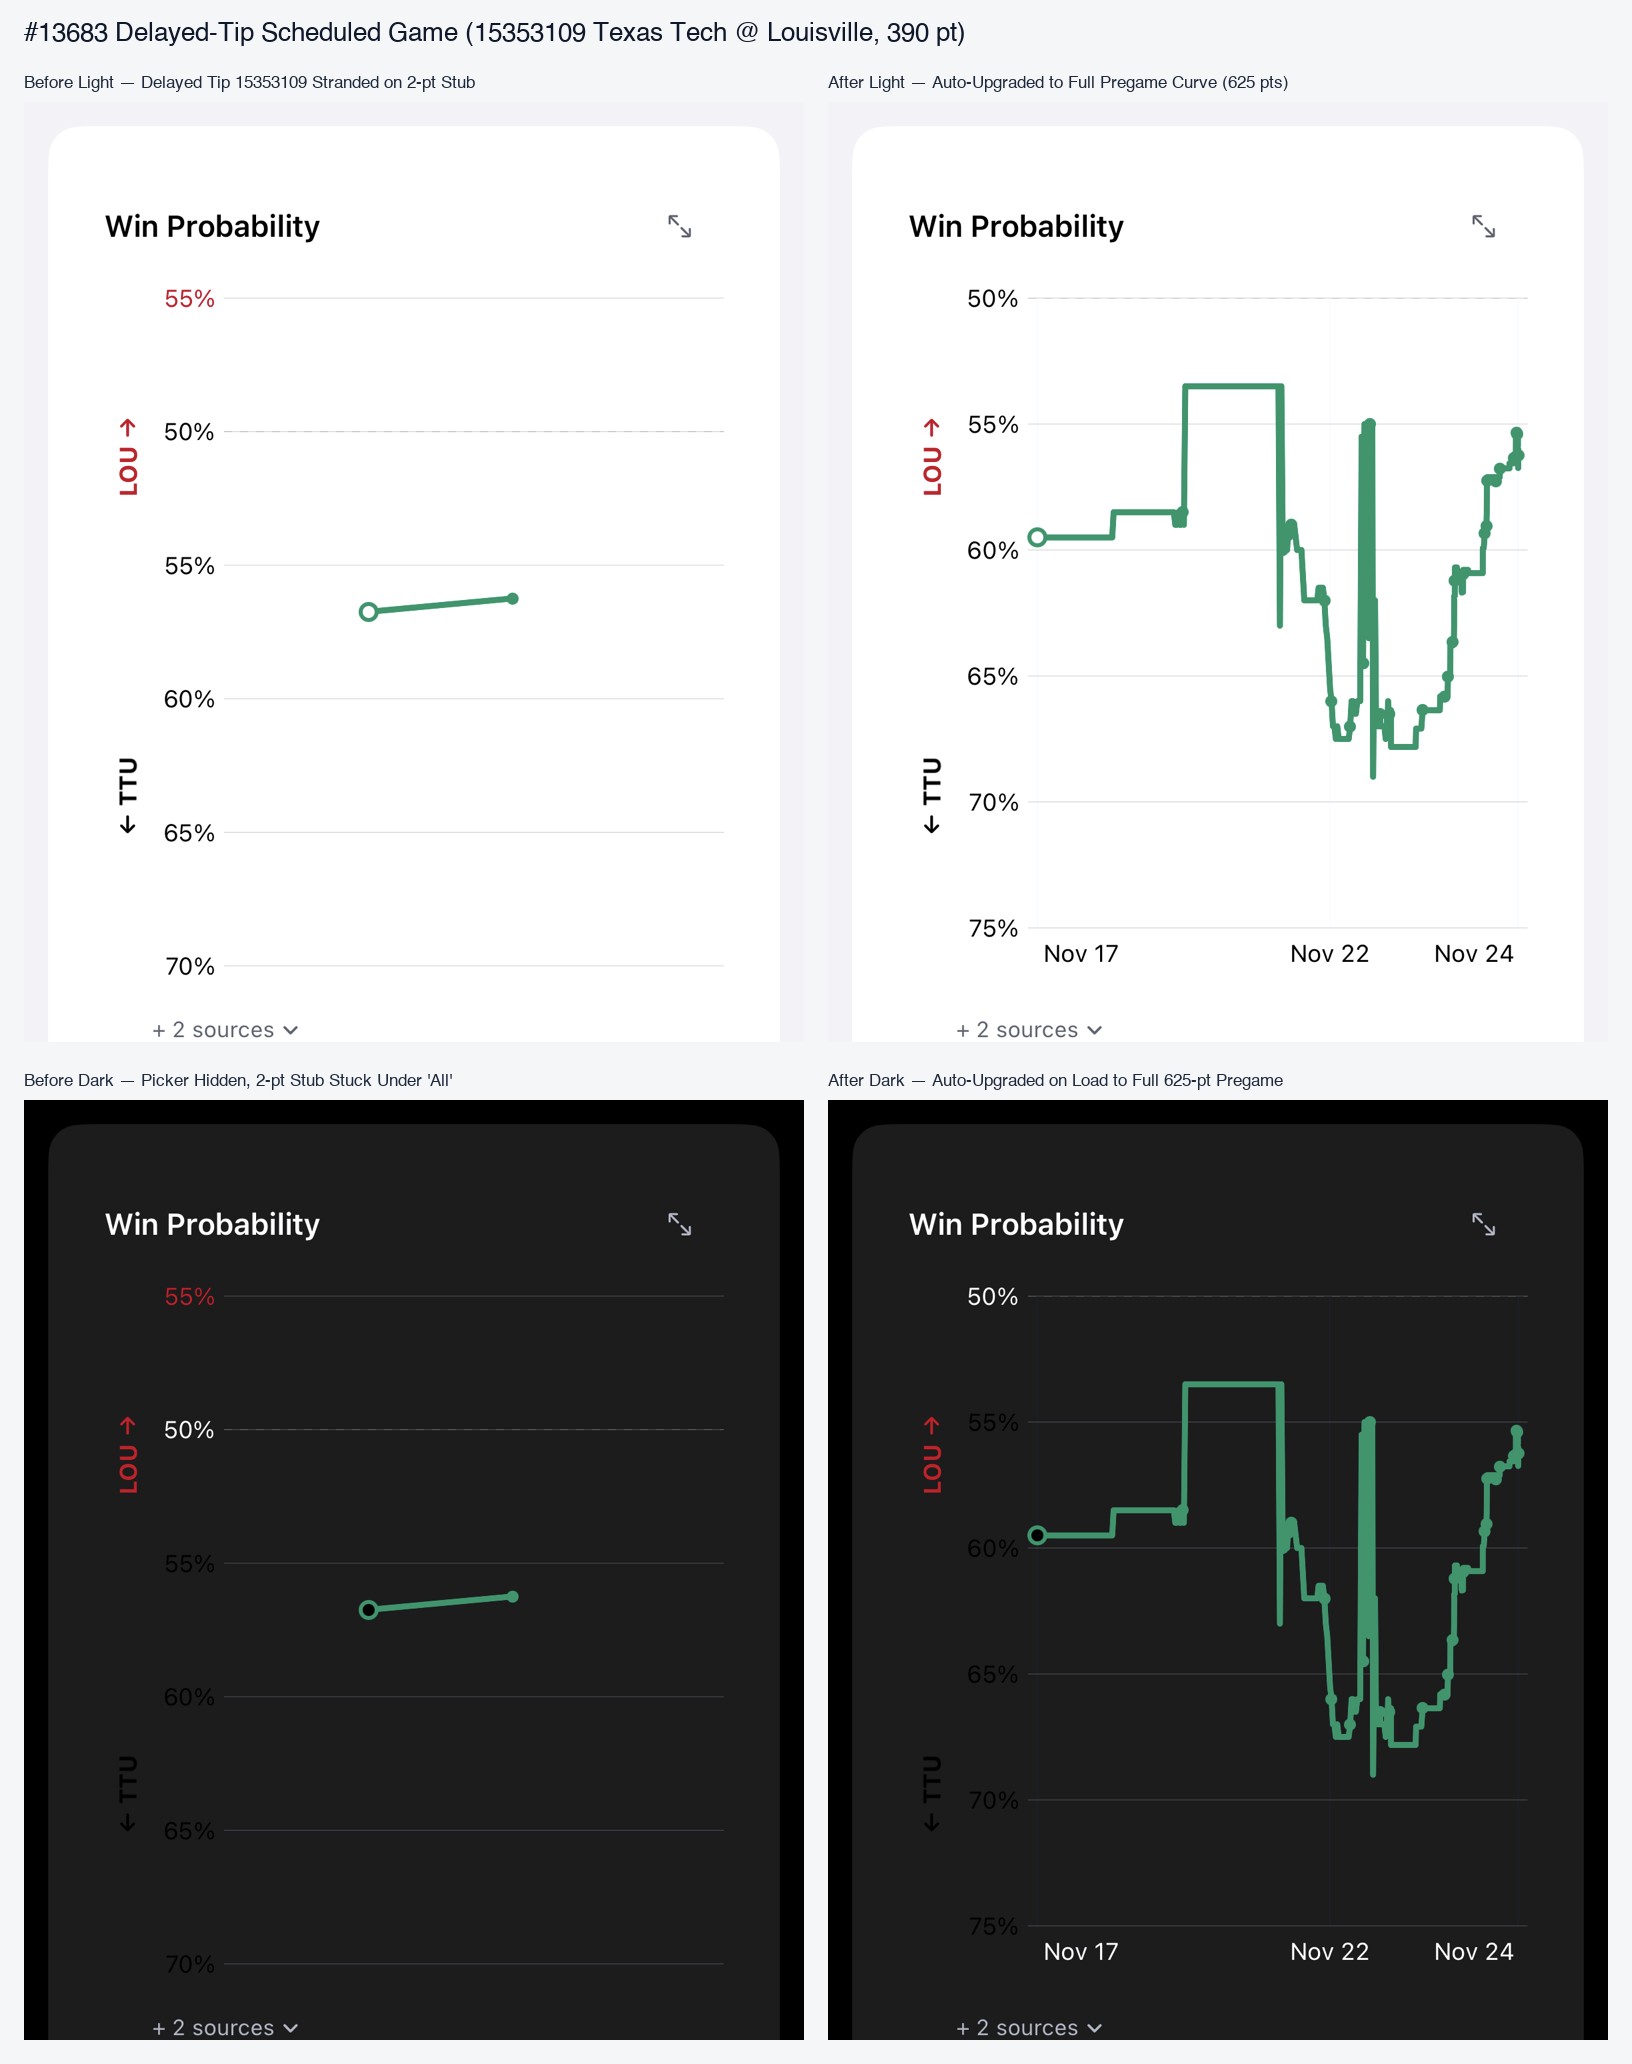 #13683 Delayed-Tip Scheduled Game (15353109 Texas Tech @ Louisville, 390 pt)
Before Light — Delayed Tip 15353109 Stranded on 2-pt Stub
Win Probability
55%
50%
55%
60%
65%
70%
LOU →
← TTU
+ 2 sources
After Light — Auto-Upgraded to Full Pregame Curve (625 pts)
Win Probability
50%
55%
60%
65%
70%
75%
LOU →
← TTU
Nov 17 Nov 22 Nov 24
+ 2 sources
Before Dark — Picker Hidden, 2-pt Stub Stuck Under 'All'
Win Probability
55%
50%
55%
60%
65%
70%
LOU →
← TTU
+ 2 sources
After Dark — Auto-Upgraded on Load to Full 625-pt Pregame
Win Probability
50%
55%
60%
65%
70%
75%
LOU →
← TTU
Nov 17 Nov 22 Nov 24
+ 2 sources